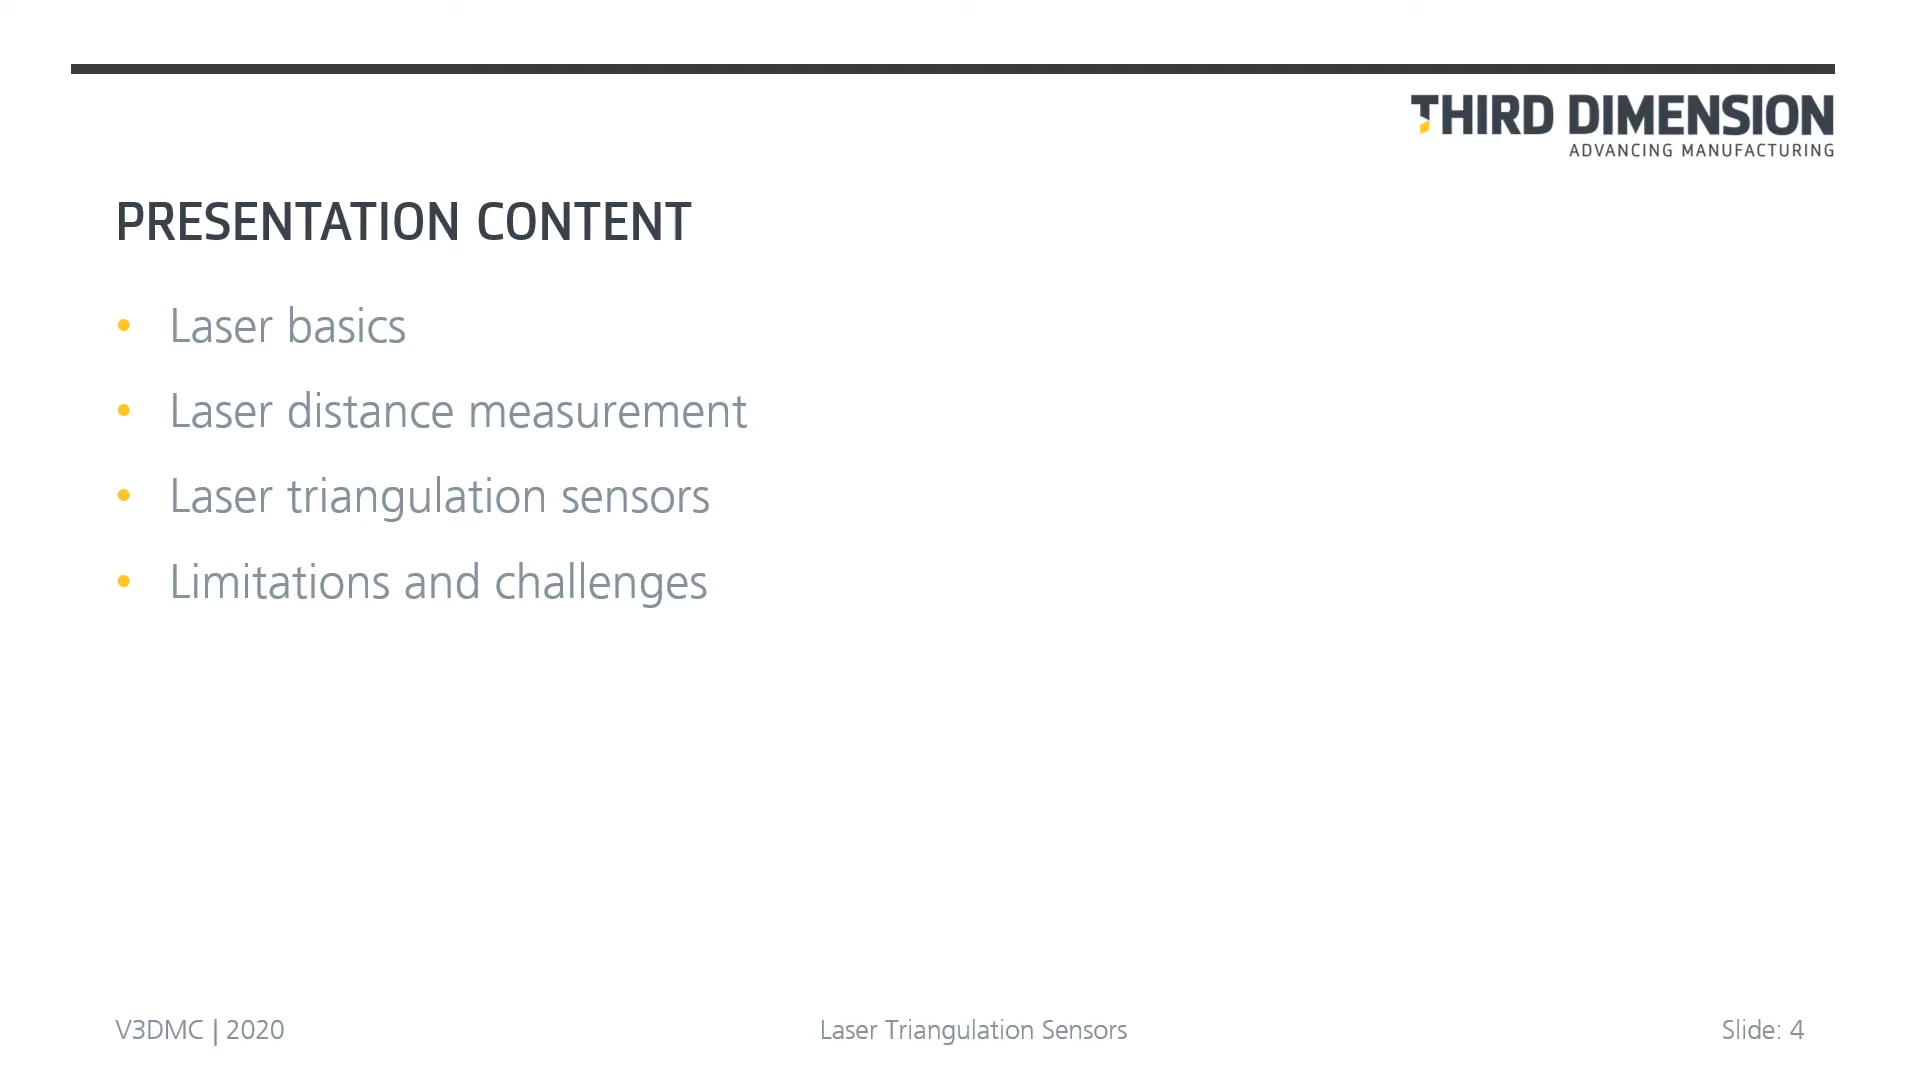 THIRD DIMENSION
ADVANCING MANUFACTURING
PRESENTATION CONTENT
• Laser basics
• Laser distance measurement
• Laser triangulation sensors
• Limitations and challenges
V3DMC | 2020
Laser Triangulation Sensors
Slide: 4